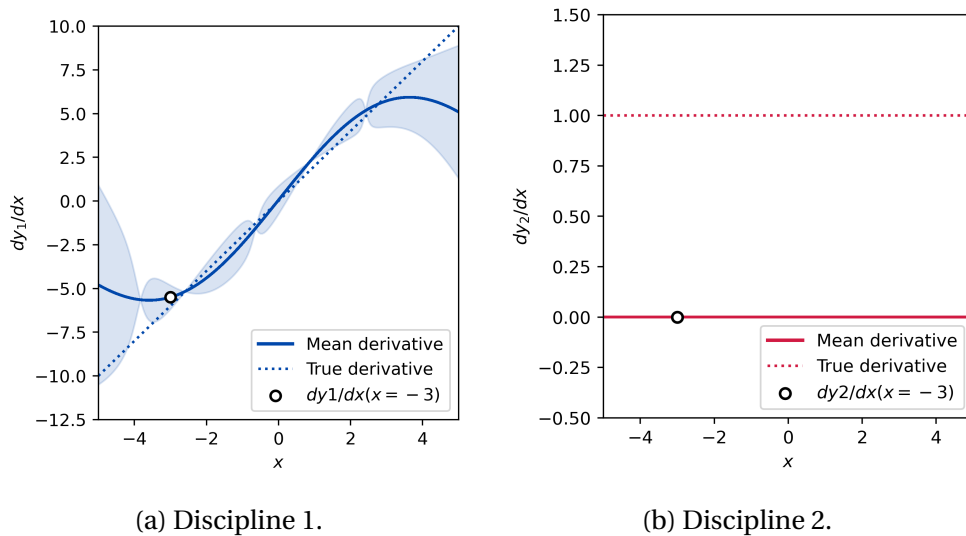 10.0
7.5
5.0
2.5
0.0
−2.5
−5.0
−7.5
−10.0
−12.5
dy₁/dx
−4
−2
0
2
4
x
Mean derivative
True derivative
dy1/dx(x = −3)
(a) Discipline 1.
1.50
1.25
1.00
0.75
0.50
0.25
0.00
−0.25
−0.50
dy₂/dx
−4
−2
0
2
4
x
Mean derivative
True derivative
dy2/dx(x = −3)
(b) Discipline 2.